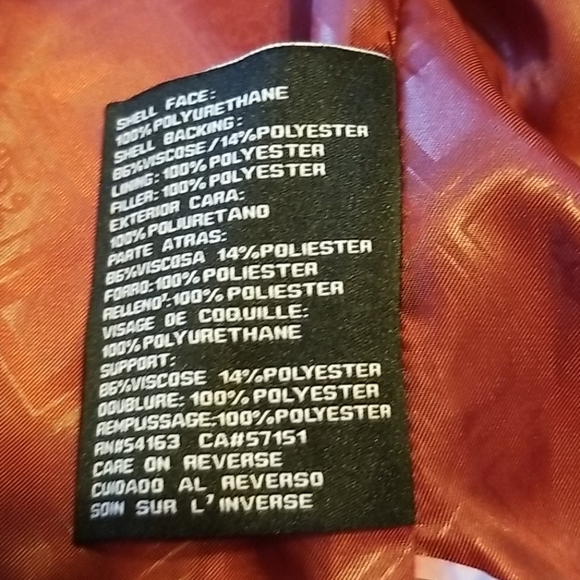 SHELL FACE:
100% POLYURETHANE
SHELL BACKING:
86%VISCOSE/14%POLYESTER
LINING: 100% POLYESTER
FILLER: 100% POLYESTER
EXTERIOR CARA:
100% POLIURETANO
PARTE ATRAS:
86%VISCOSA 14%POLIESTER
FORRO:100% POLIESTER
RELLENO:100% POLIESTER
VISAGE DE COQUILLE:
100% POLYURETHANE
SUPPORT:
86%VISCOSE 14%POLYESTER
DOUBLURE: 100% POLYESTER
REMPLISSAGE:100%POLYESTER
RN#54163 CA#57151
CARE ON REVERSE
CUIDADO AL REVERSO
SOIN SUR L'INVERSE